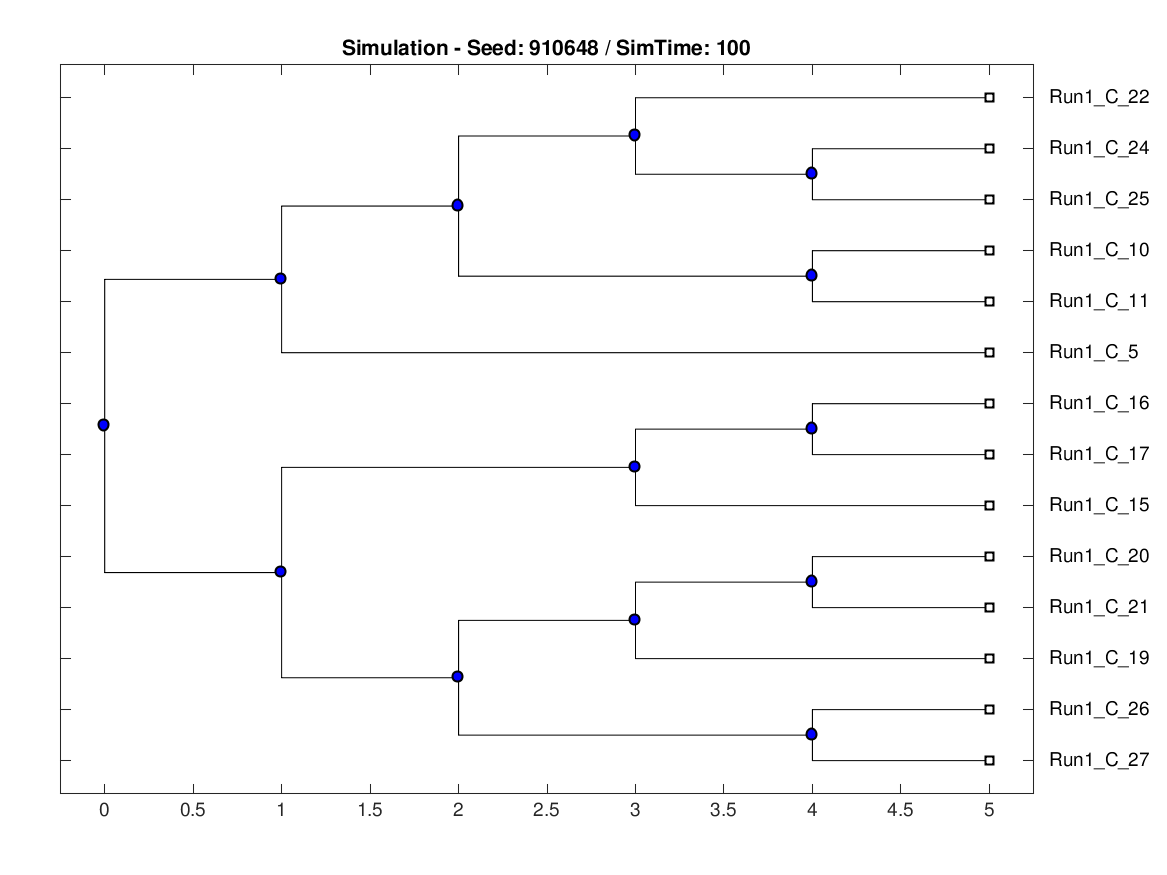 Simulation - Seed: 910648 / SimTime: 100
Run1_C_22
Run1_C_24
Run1_C_25
Run1_C_10
Run1_C_11
Run1_C_5
Run1_C_16
Run1_C_17
Run1_C_15
Run1_C_20
Run1_C_21
Run1_C_19
Run1_C_26
Run1_C_27
0 0.5 1 1.5 2 2.5 3 3.5 4 4.5 5